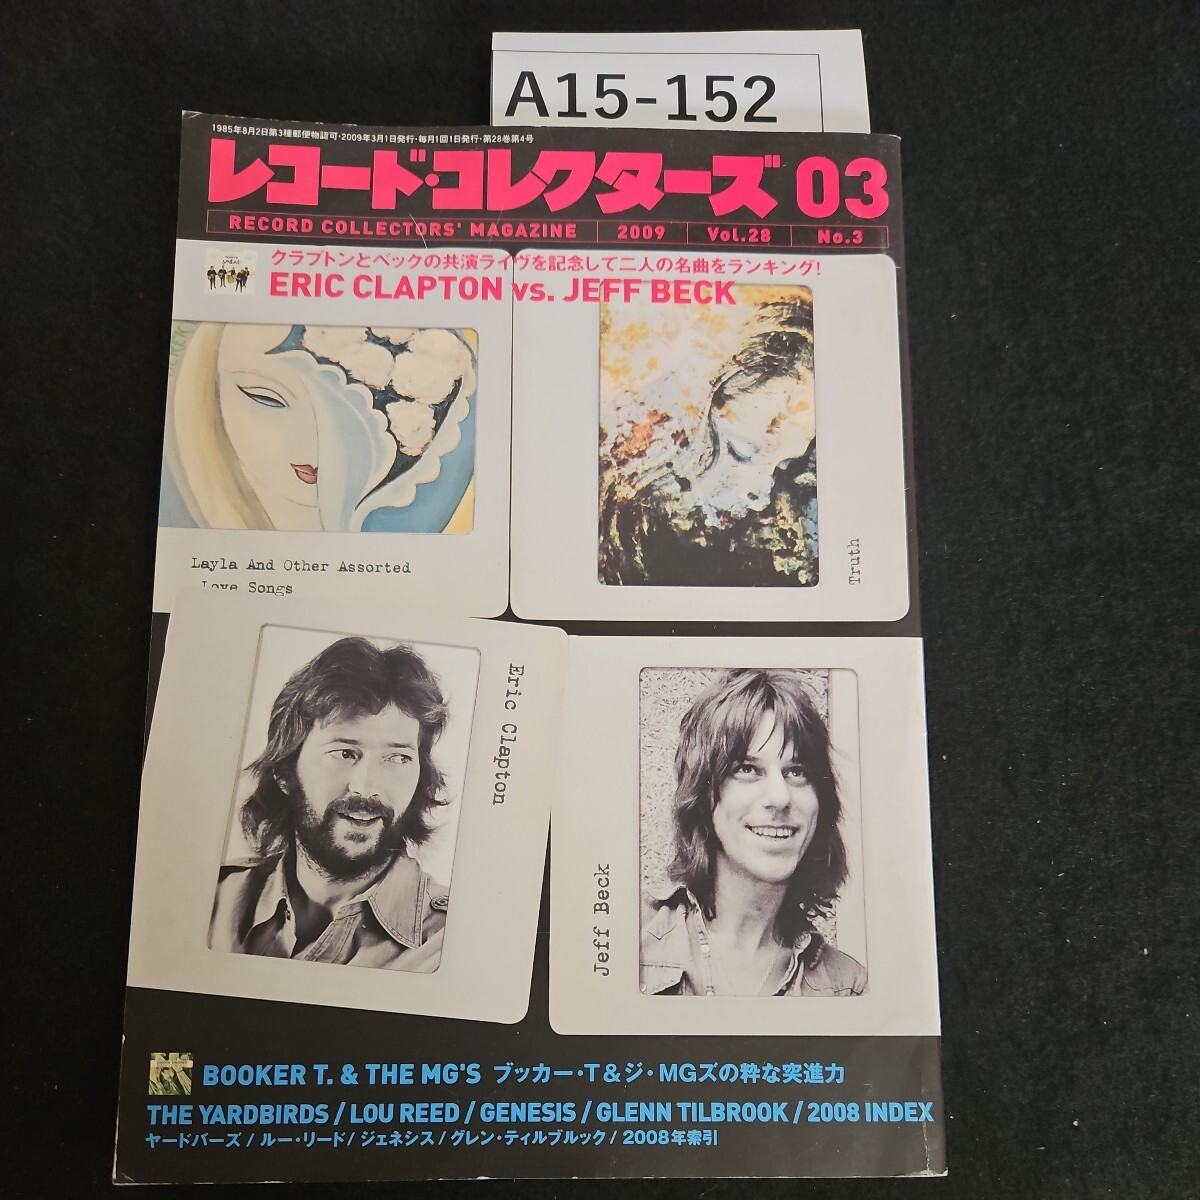 A15-152
1985年8月2日第3種郵便物認可・2009年3月1日発行・毎月1回1日発行・第28巻第4号
レコード・コレクターズ 03
RECORD COLLECTORS' MAGAZINE 2009 Vol.28 No.3
クラプトンとベックの共演ライヴを記念して二人の名曲をランキング!
ERIC CLAPTON vs. JEFF BECK
Layla And Other Assorted
Love Songs
Truth
Eric Clapton
Jeff Beck
BOOKER T. & THE MG'S ブッカー・T&ジ・MGズの粋な突進力
THE YARDBIRDS / LOU REED / GENESIS / GLENN TILBROOK / 2008 INDEX
ヤードバーズ / ルー・リード / ジェネシス / グレン・ティルブルック / 2008年索引